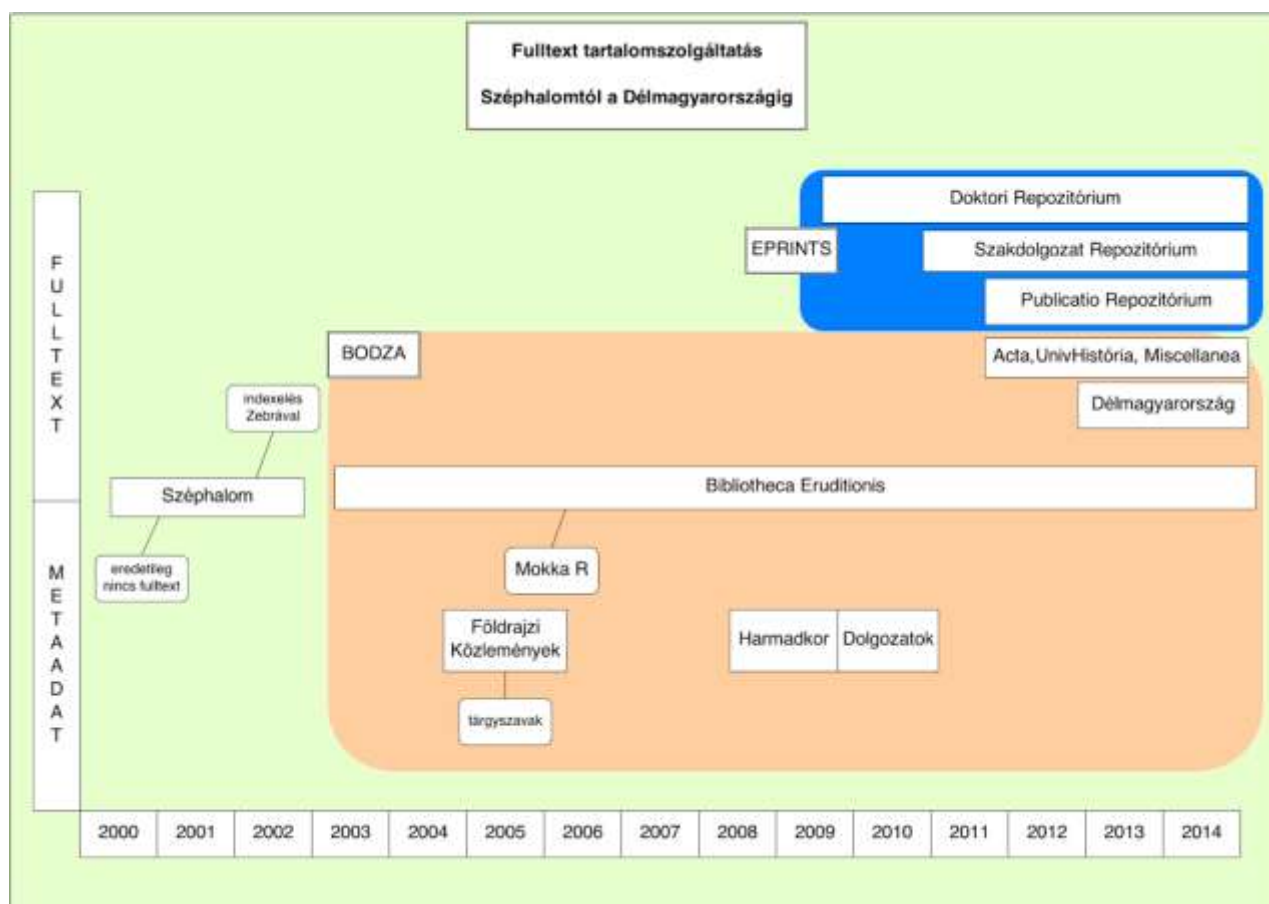 Fulltext tartalomszolgáltatás
Széphalomtól a Délmagyarországig
FULLTEXT
METAADAT
Doktori Repozitórium
EPRINTS
Szakdolgozat Repozitórium
Publicatio Repozitórium
BODZA
Acta,UnivHistória, Miscellanea
indexelés
Zebrával
Délmagyarország
Széphalom
Bibliotheca Eruditionis
eredetileg
nincs fulltext
Mokka R
Földrajzi
Közlemények
Harmadkor
Dolgozatok
tárgyszavak
2000 2001 2002 2003 2004 2005 2006 2007 2008 2009 2010 2011 2012 2013 2014